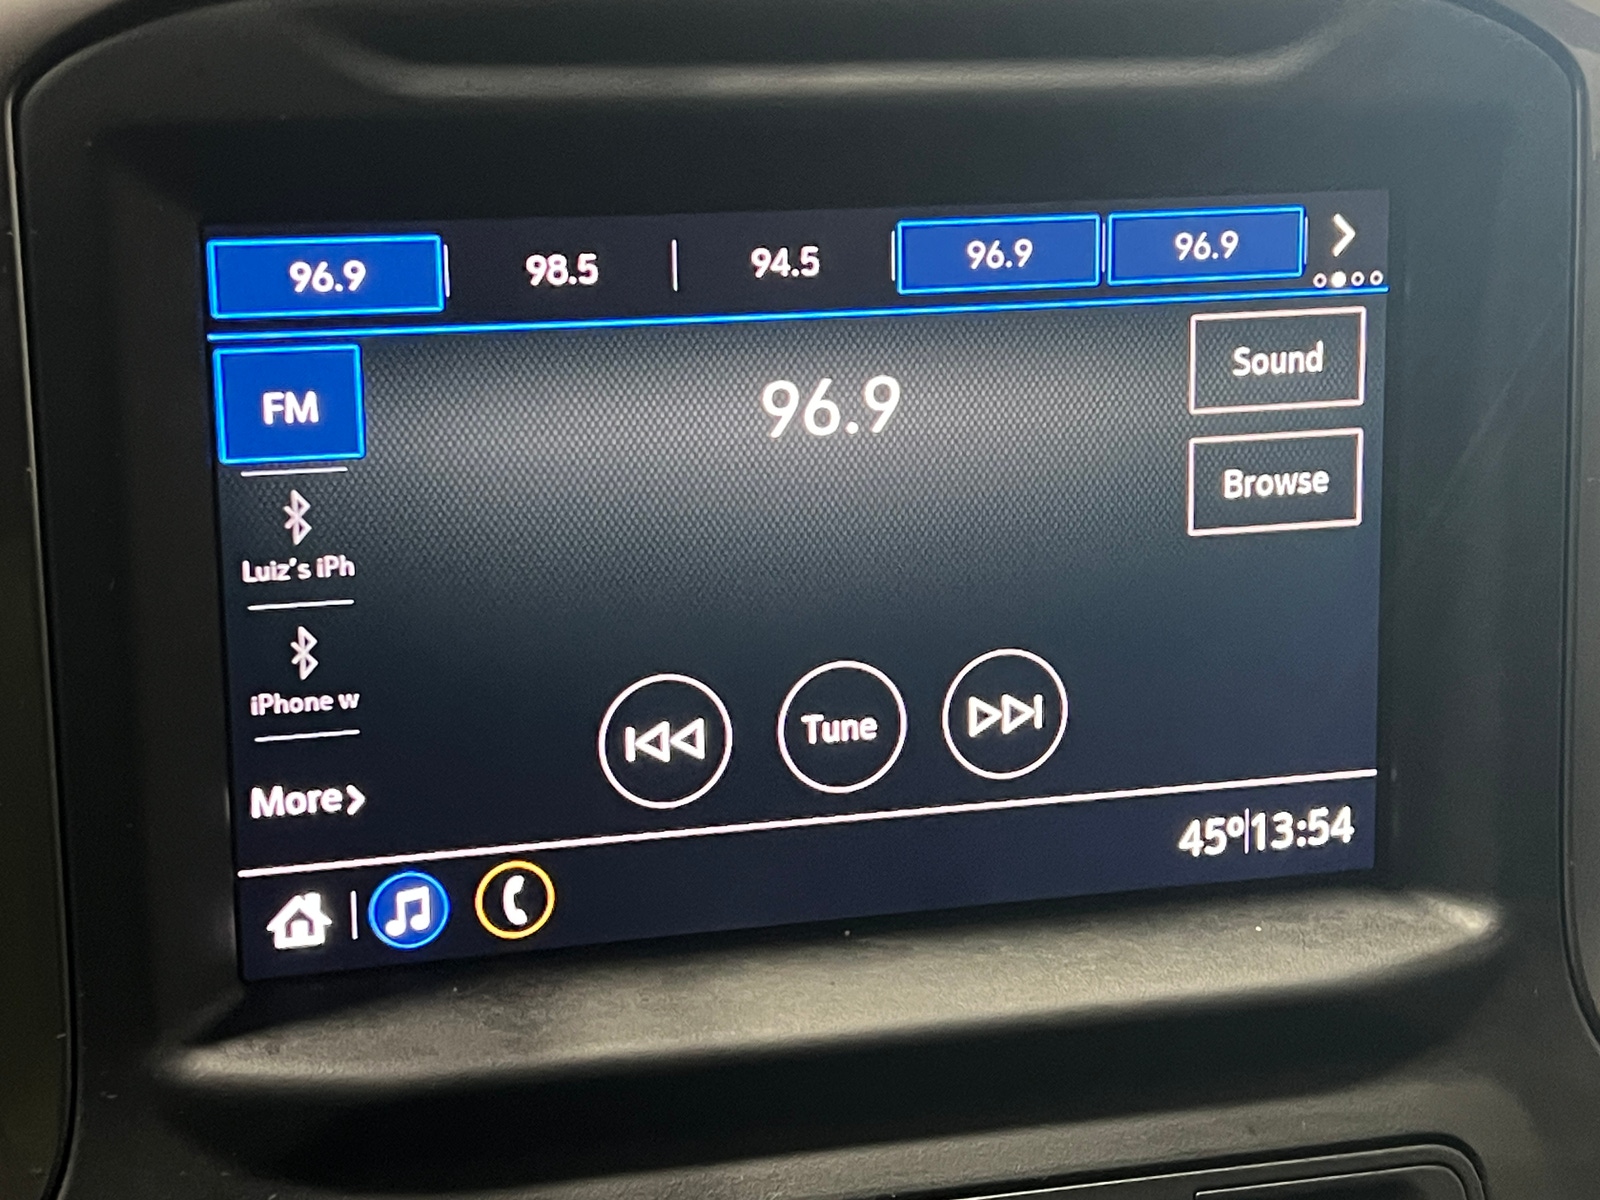 96.9 98.5 94.5 96.9 96.9
FM
96.9
Sound
Browse
Luiz's iPh
iPhone w
Tune
More
45º 13:54